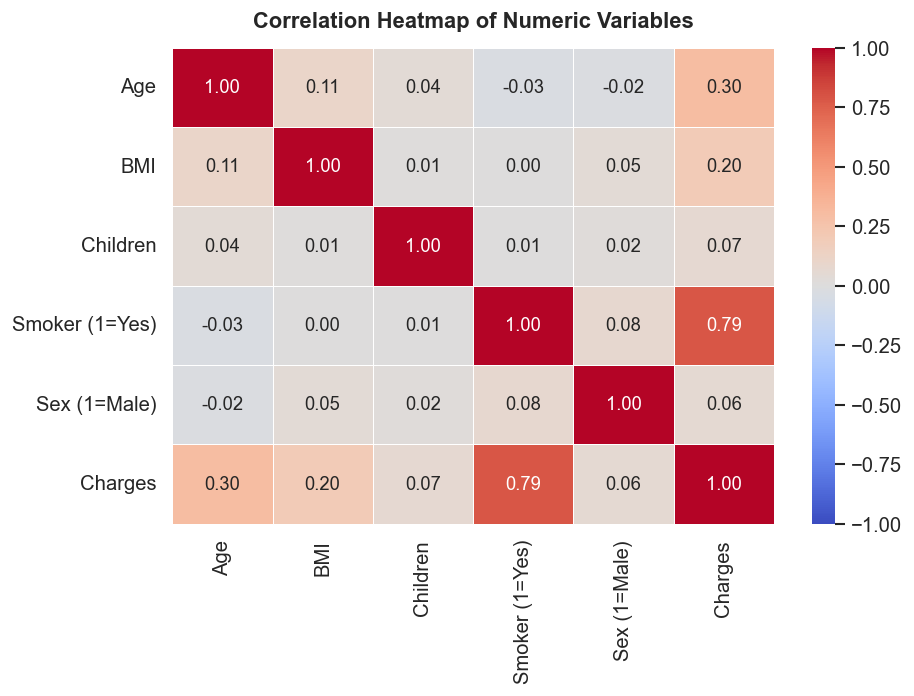 Correlation Heatmap of Numeric Variables
Age 1.00 0.11 0.04 -0.03 -0.02 0.30
BMI 0.11 1.00 0.01 0.00 0.05 0.20
Children 0.04 0.01 1.00 0.01 0.02 0.07
Smoker (1=Yes) -0.03 0.00 0.01 1.00 0.08 0.79
Sex (1=Male) -0.02 0.05 0.02 0.08 1.00 0.06
Charges 0.30 0.20 0.07 0.79 0.06 1.00
Age
BMI
Children
Smoker (1=Yes)
Sex (1=Male)
Charges
1.00
0.75
0.50
0.25
0.00
−0.25
−0.50
−0.75
−1.00